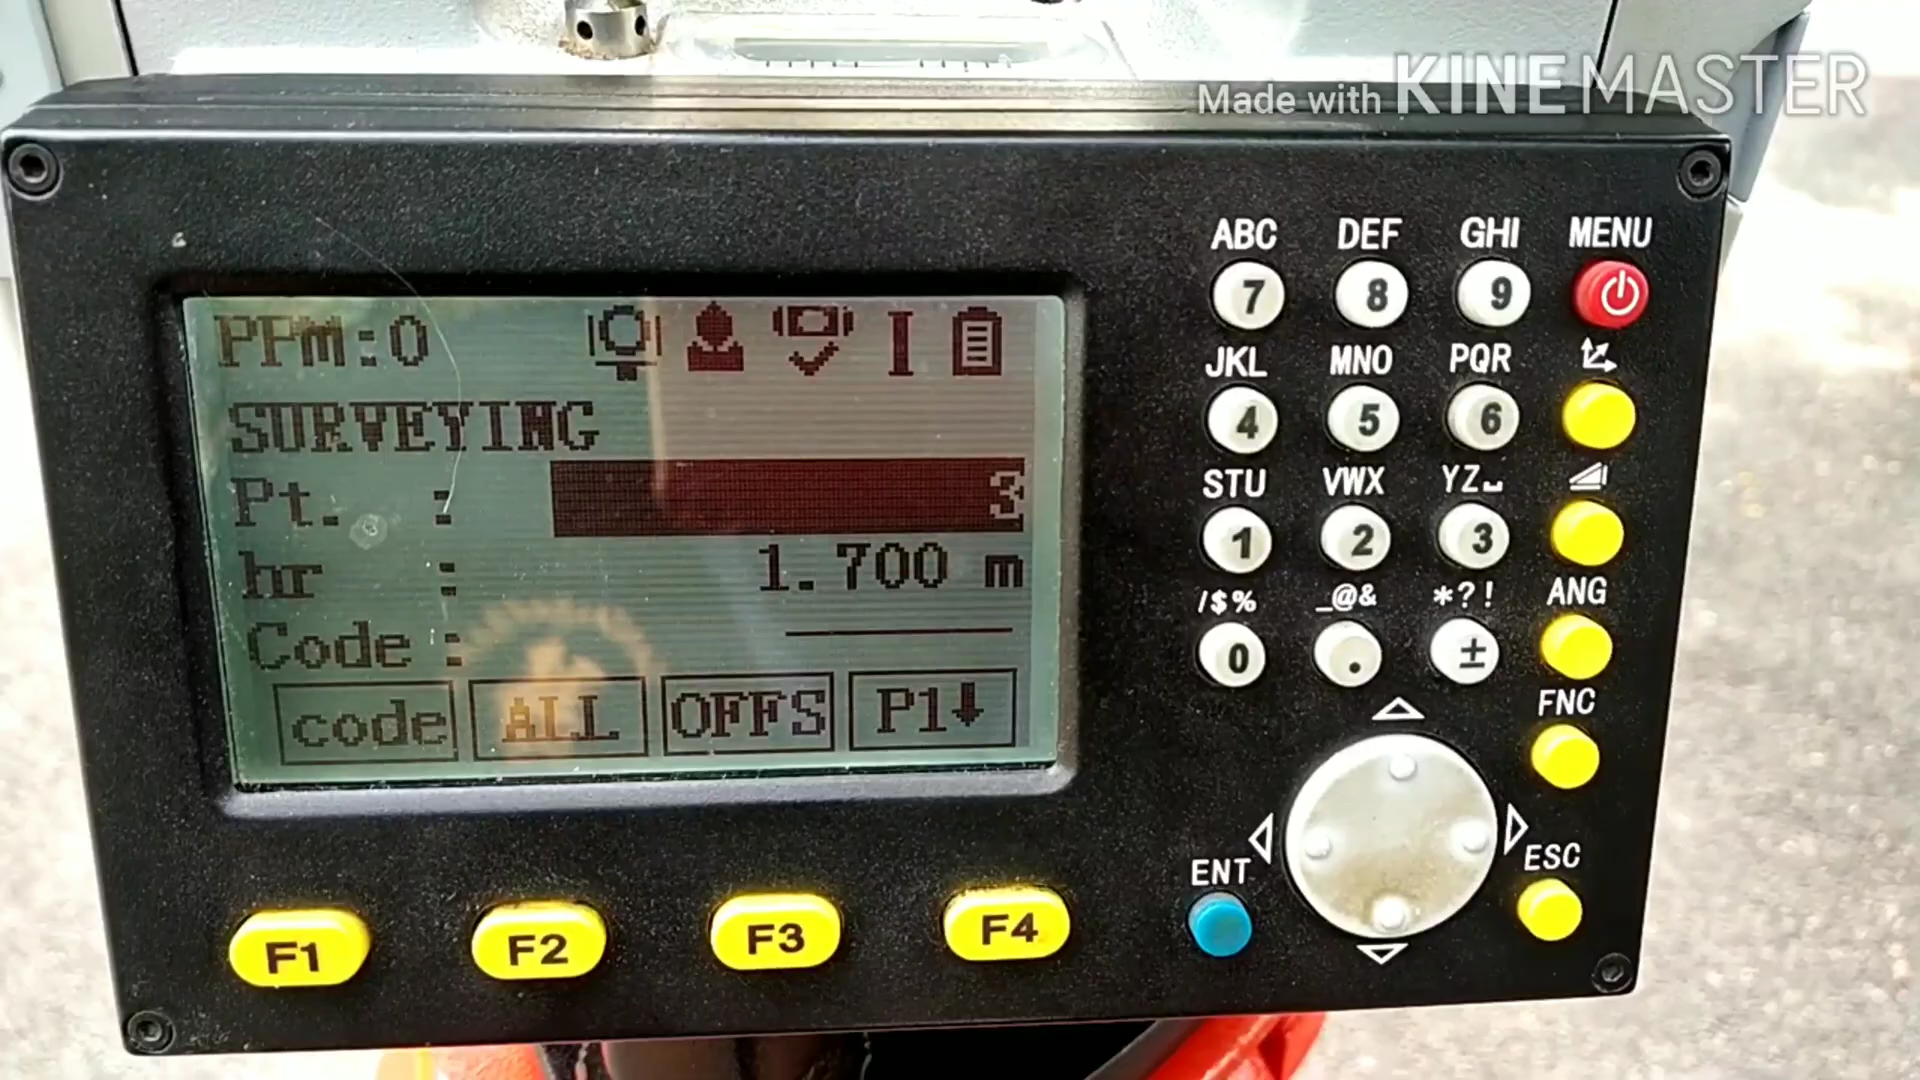 Made with KINEMASTER
PPM:0
SURVEYING
Pt. : 3
hr : 1.700 m
Code :
code ALL OFFS P1⬇
F1 F2 F3 F4
ABC DEF GHI MENU
7 8 9
JKL MNO PQR
4 5 6
STU VWX YZ␣
1 2 3
/$% _@& *?! ANG
0 . ±
FNC
ENT ESC